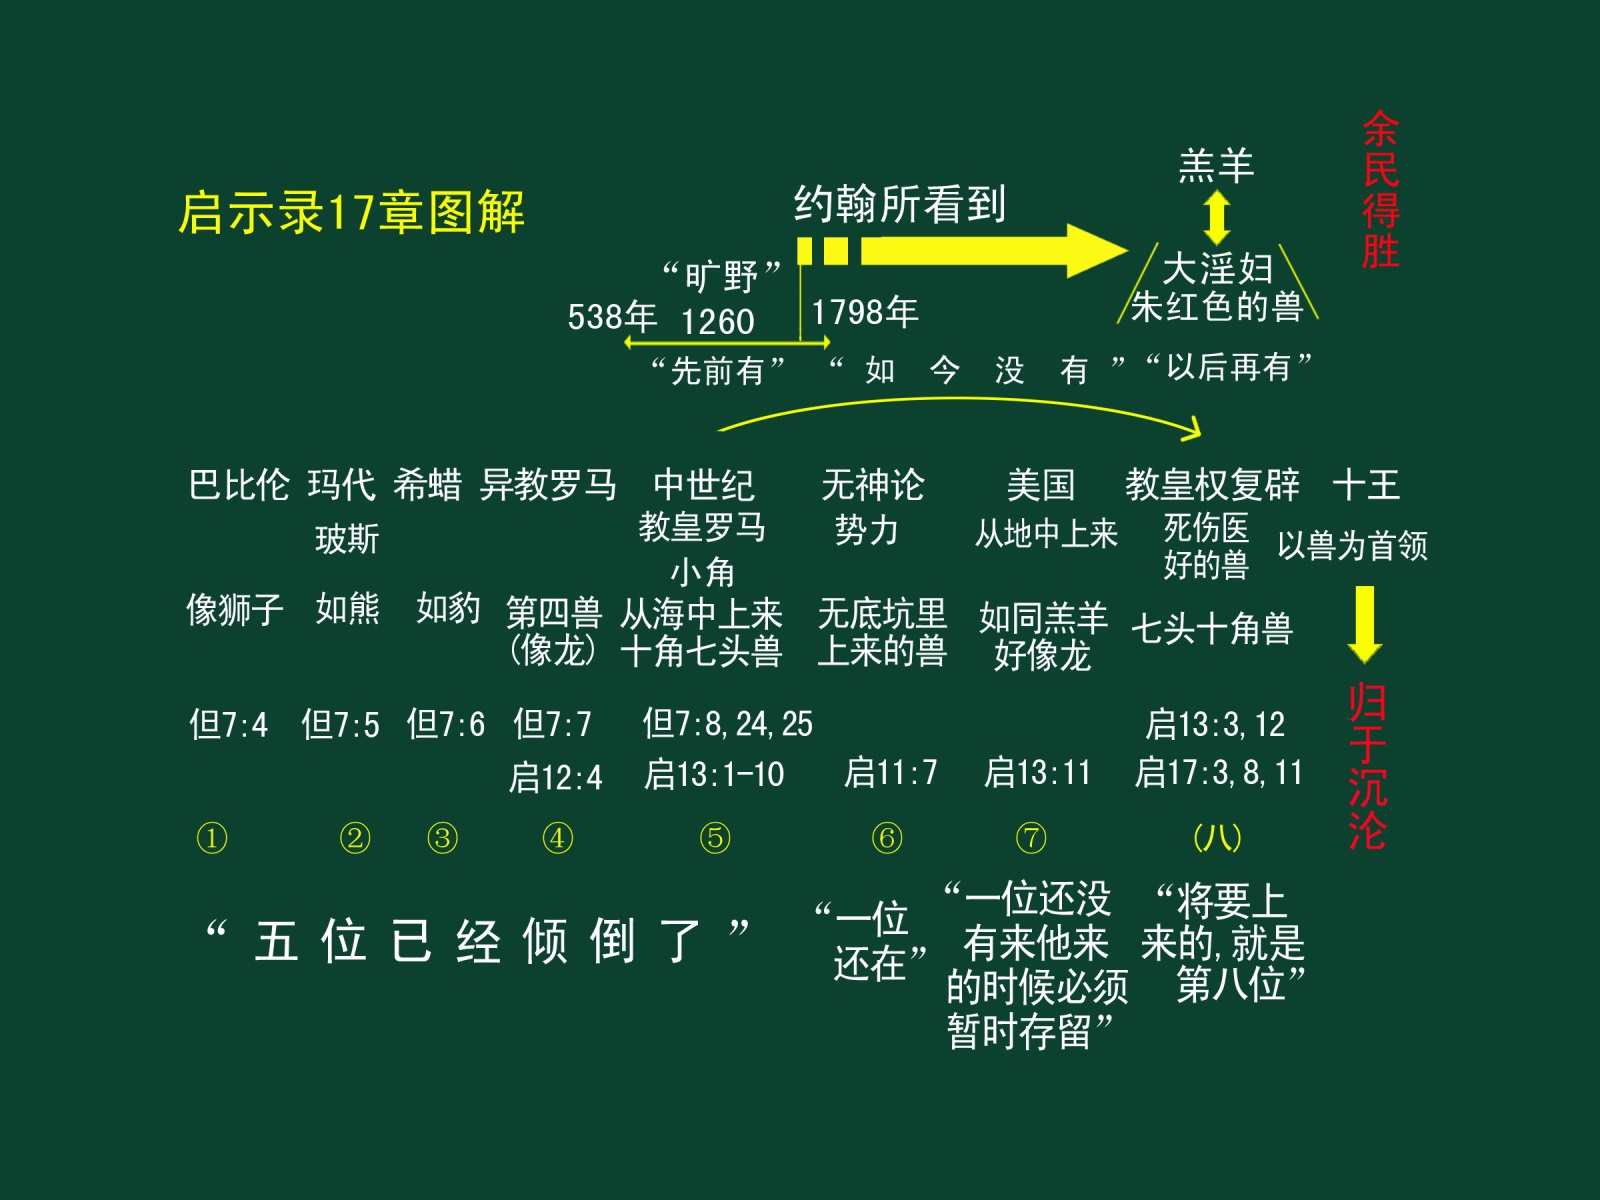 启示录17章图解
约翰所看到
羔羊
余民得胜
大淫妇
朱红色的兽
“旷野”
538年 1260
1798年
“先前有” “如今没有” “以后再有”
巴比伦 玛代 希蜡 异教罗马 中世纪 无神论 美国 教皇权复辟 十王
玻斯 教皇罗马 势力 从地中上来 死伤医 以兽为首领
小角 好的兽
像狮子 如熊 如豹 第四兽 从海中上来 无底坑里 如同羔羊 七头十角兽
(像龙) 十角七头兽 上来的兽 好像龙
归于沉沦
但7:4 但7:5 但7:6 但7:7 但7:8,24,25 启13:3,12
启12:4 启13:1-10 启11:7 启13:11 启17:3,8,11
① ② ③ ④ ⑤ ⑥ ⑦ (八)
“五位已经倾倒了”
“一位
还在”
“一位还没
有来他来
的时候必须
暂时存留”
“将要上
来的,就是
第八位”